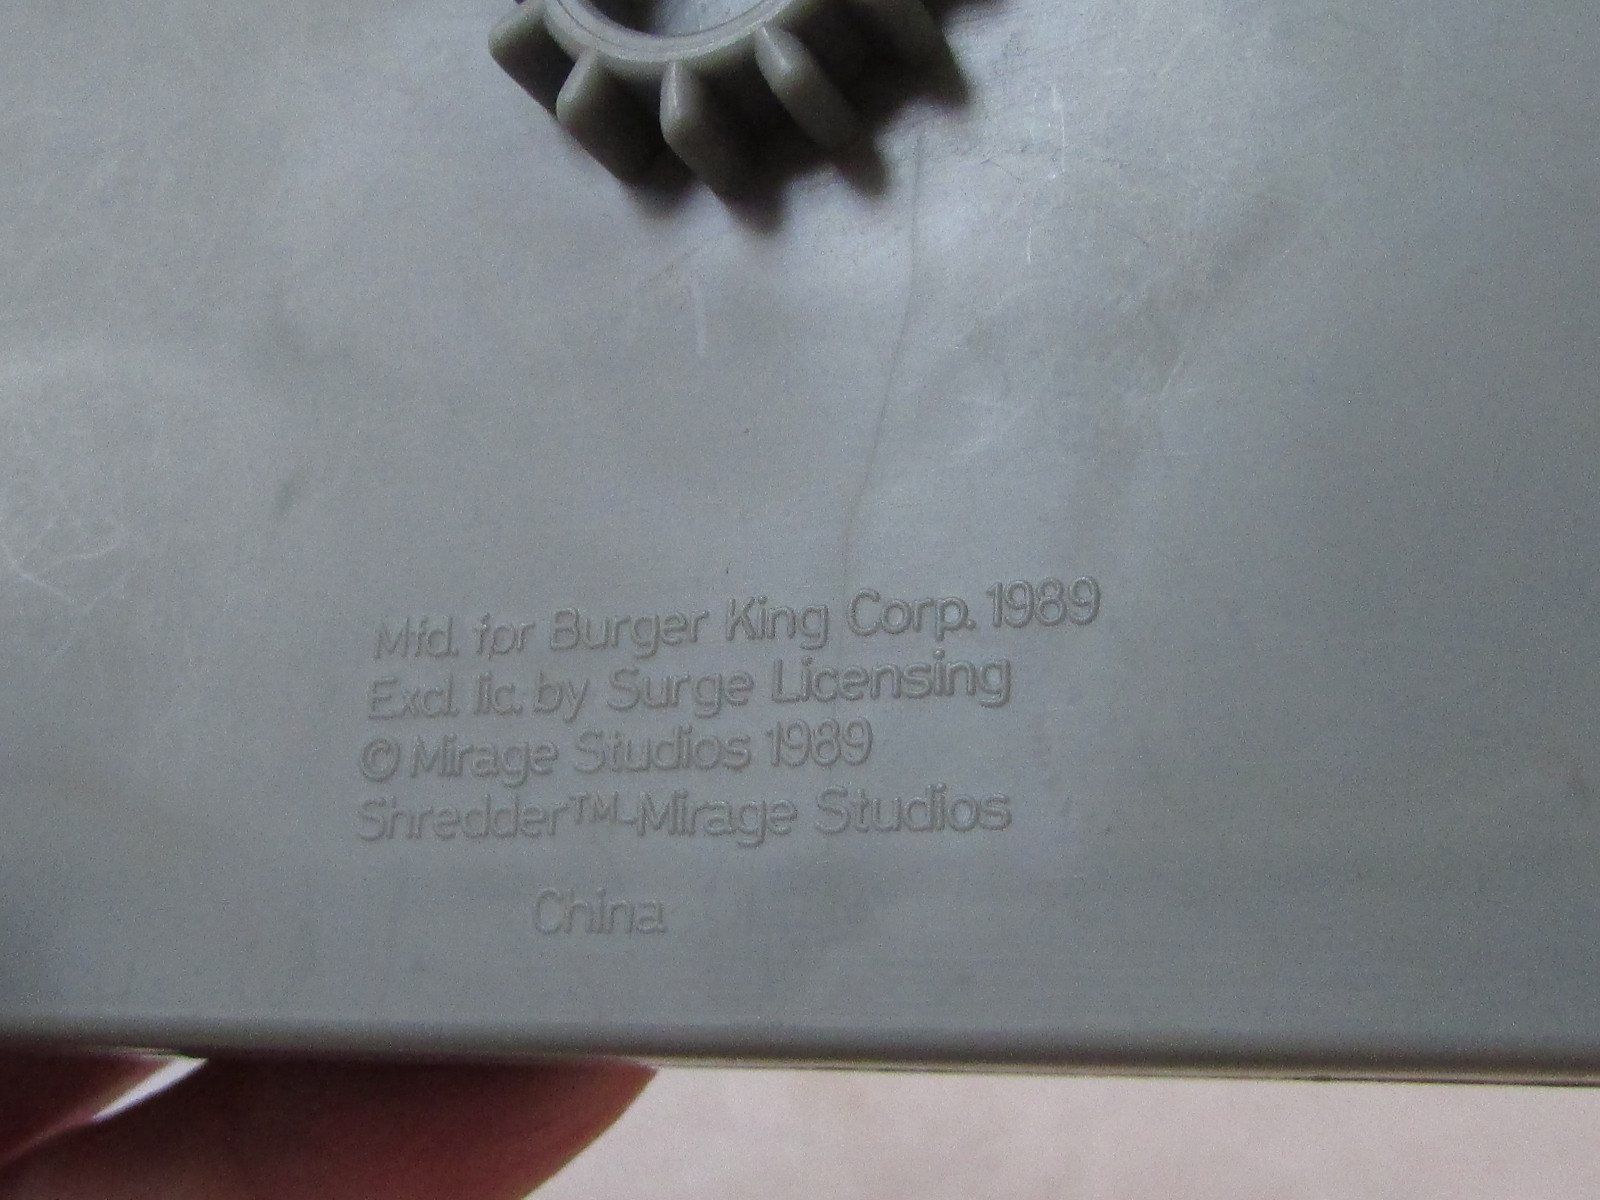 Mfd. for Burger King Corp. 1989
Excl. lic. by Surge Licensing
© Mirage Studios 1989
Shredder™-Mirage Studios
China